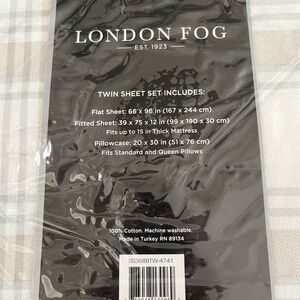 LONDON FOG
EST. 1923
TWIN SHEET SET INCLUDES:
Flat Sheet: 66 x 96 in (167 x 244 cm)
Fitted Sheet: 39 x 75 x 12 in (99 x 190 x 30 cm)
Fits up to 15 in Thick Mattress
Pillowcase: 20 x 30 in (51 x 76 cm)
Fits Standard and Queen Pillows
100% Cotton. Machine washable.
Made in Turkey RN 89134
SS3688TW-4741